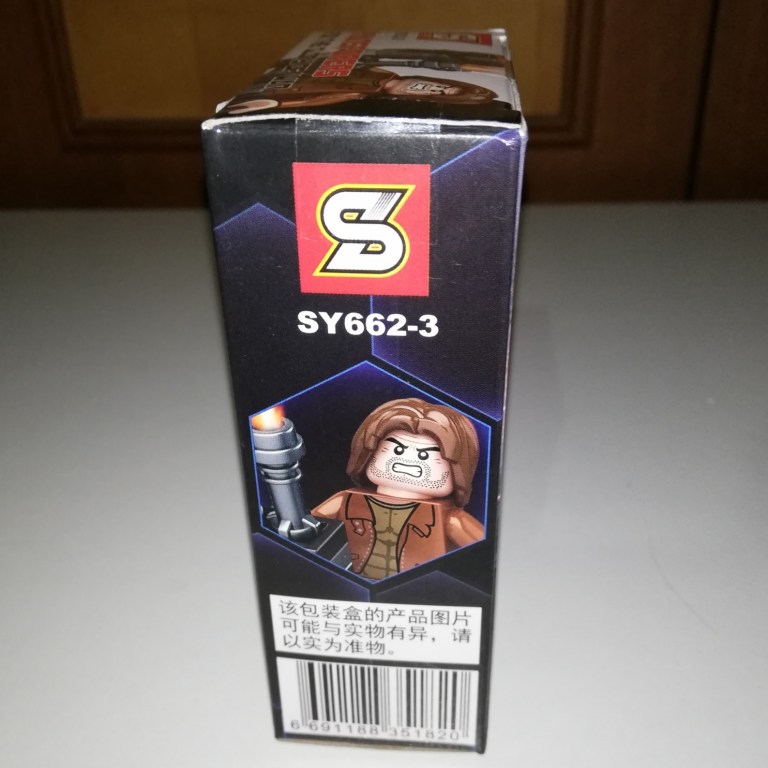 S
SY662-3
该包装盒的产品图片
可能与实物有异，请
以实为准物。
6 691188 351820